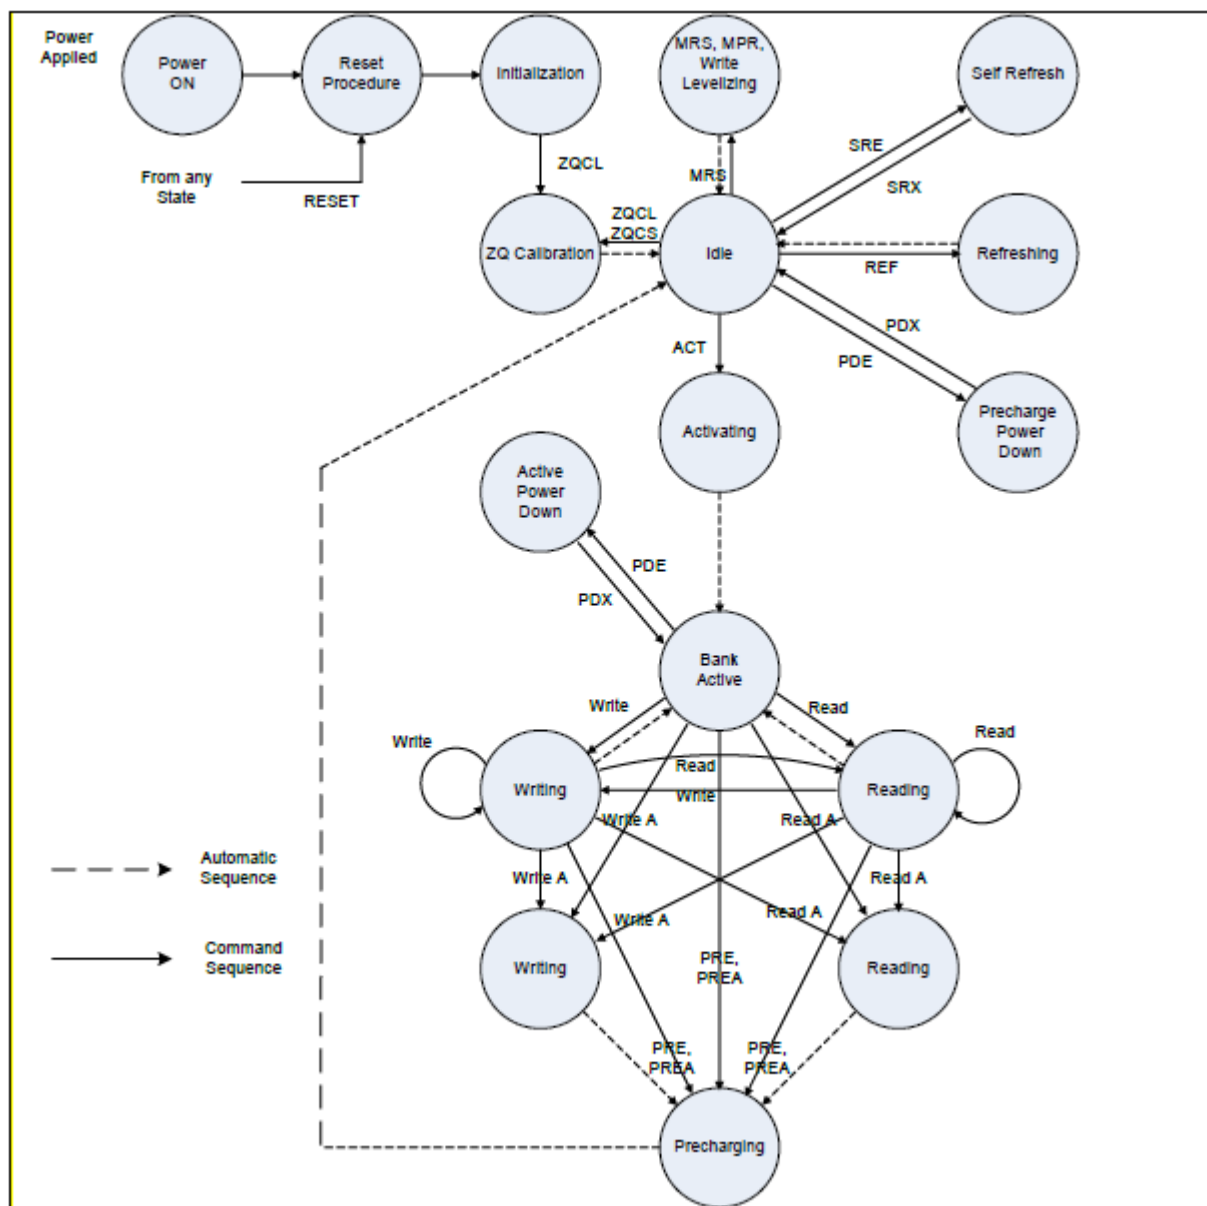 Power
Applied
Power
ON
Reset
Procedure
Initialization
MRS, MPR,
Write
Levelizing
Self Refresh
From any
State
RESET
ZQCL
MRS
SRE
SRX
ZQCL
ZQCS
ZQ Calibration
Idle
REF
Refreshing
ACT
PDX
PDE
Activating
Precharge
Power
Down
Active
Power
Down
PDE
PDX
Bank
Active
Write
Read
Write
Read
Read
Write
Writing
Reading
Write A
Read A
Automatic
Sequence
Write A
Read A
Write A
Read A
Command
Sequence
Writing
Reading
PRE,
PREA
PRE,
PREA
PRE,
PREA
Precharging